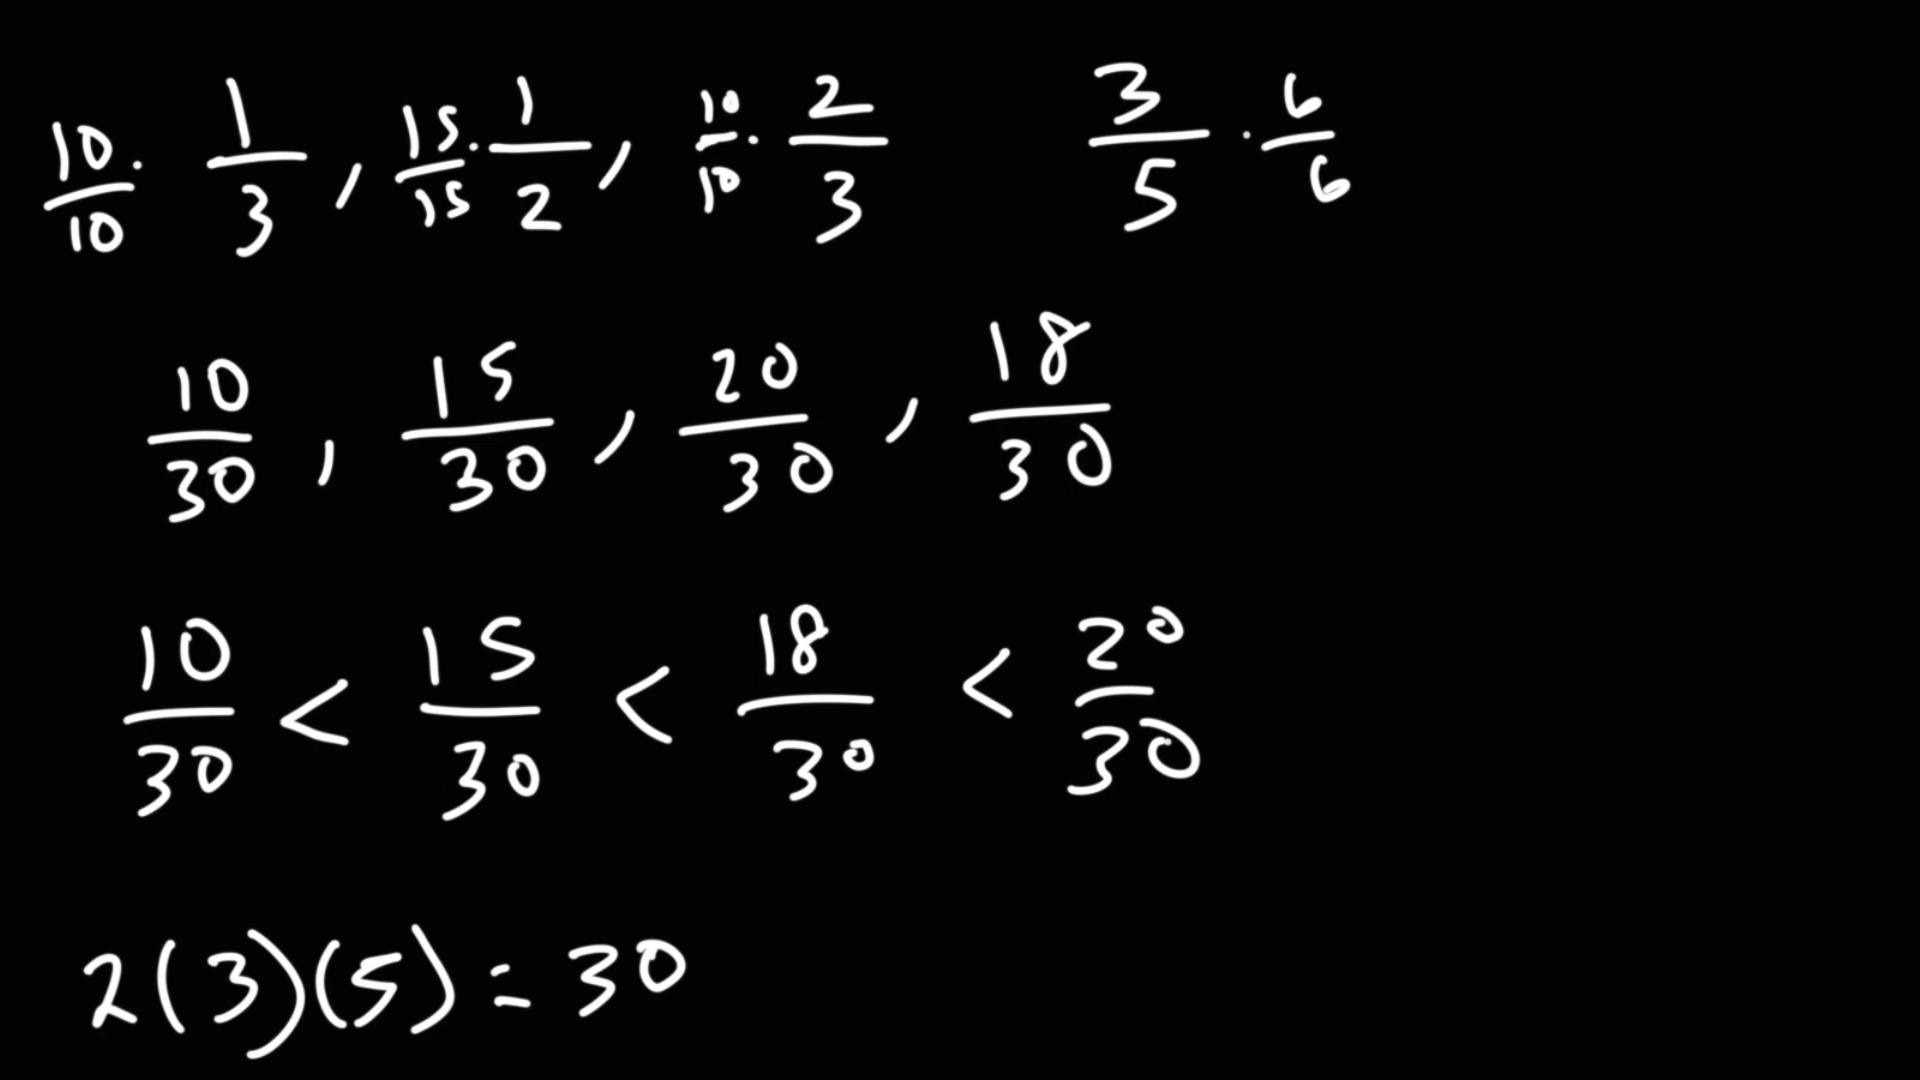 10/10 · 1/3 , 15/15 · 1/2 , 10/10 · 2/3 3/5 · 6/6
10/30 , 15/30 , 20/30 , 18/30
10/30 < 15/30 < 18/30 < 20/30
2(3)(5) = 30